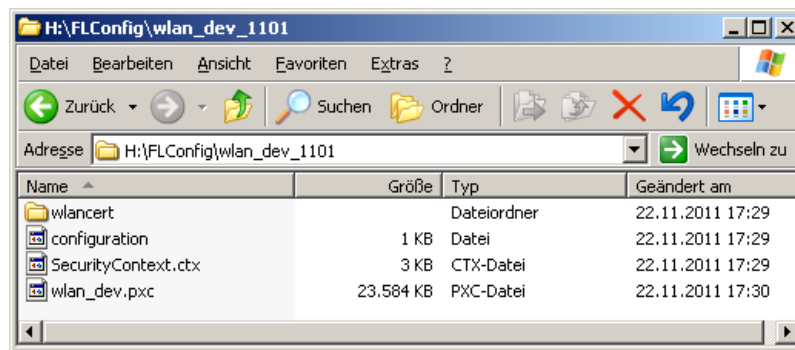 H:\FLConfig\wlan_dev_1101
Datei Bearbeiten Ansicht Favoriten Extras ?
Zurück Suchen Ordner
Adresse H:\FLConfig\wlan_dev_1101 Wechseln zu
Name Größe Typ Geändert am
wlancert Dateiordner 22.11.2011 17:29
configuration 1 KB Datei 22.11.2011 17:29
SecurityContext.ctx 3 KB CTX-Datei 22.11.2011 17:29
wlan_dev.pxc 23.584 KB PXC-Datei 22.11.2011 17:30